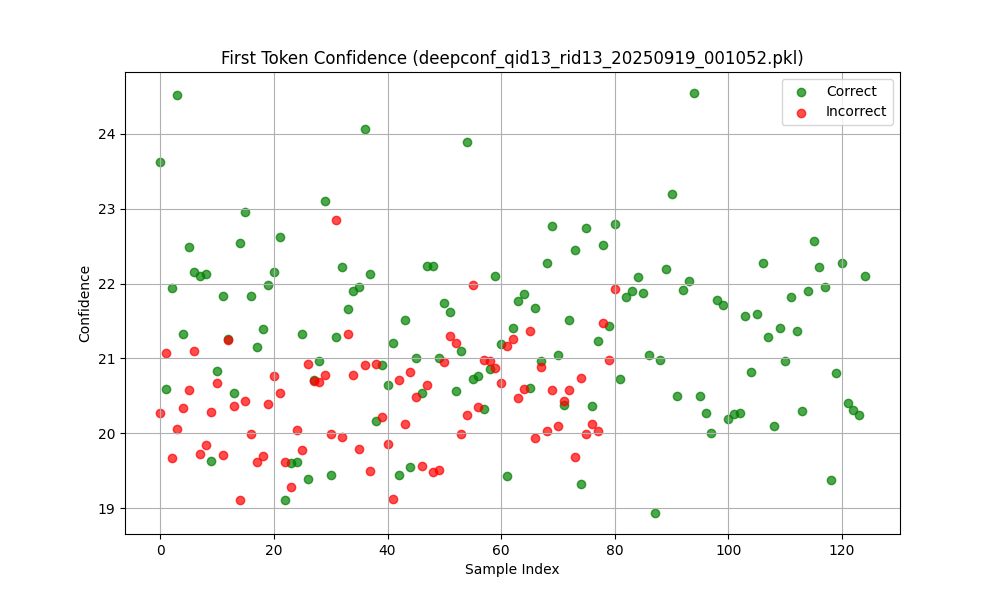 First Token Confidence (deepconf_qid13_rid13_20250919_001052.pkl)
Correct
Incorrect
Confidence
24
23
22
21
20
19
0
20
40
60
80
100
120
Sample Index